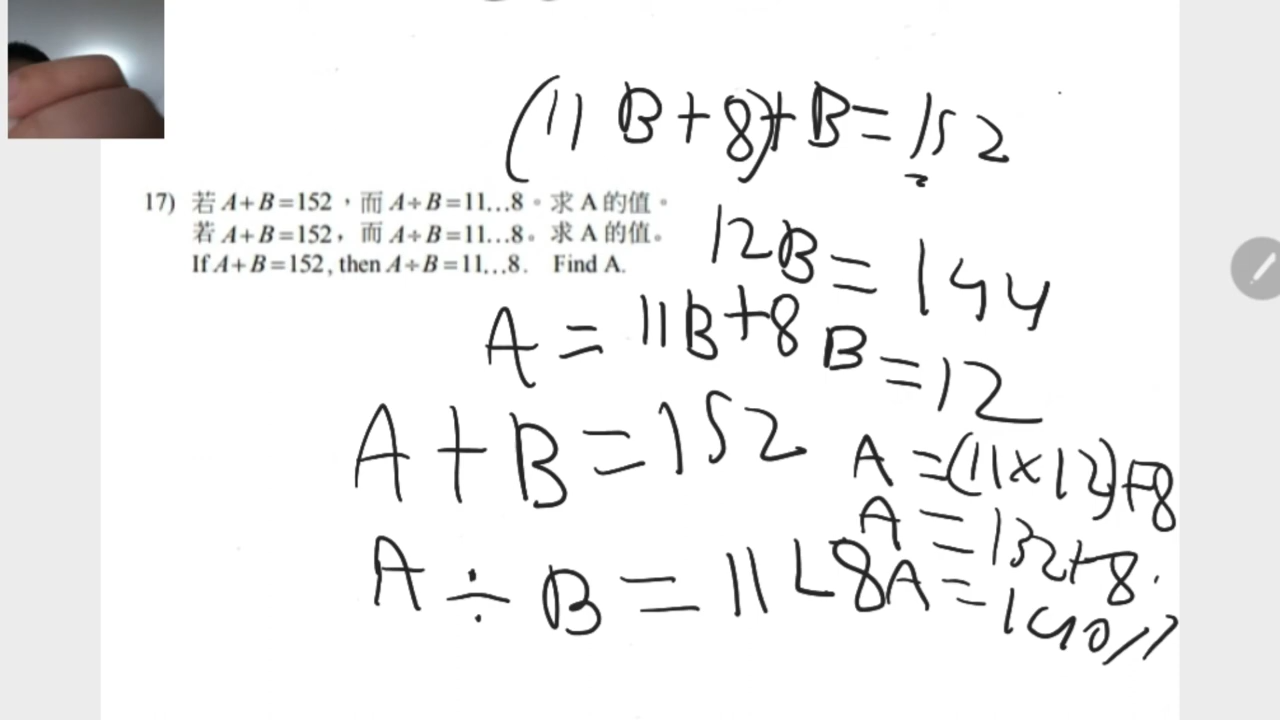 (11B+8)+B=152
17) 若 A+B=152，而 A÷B=11...8。求 A 的值。
若 A+B=152，而 A÷B=11...8。求 A 的值。
If A+B=152, then A÷B=11...8. Find A.
12B=144
A=11B+8
B=12
A+B=152
A=(11×12)+8
A=132+8
A÷B=11 L 8
A=140//